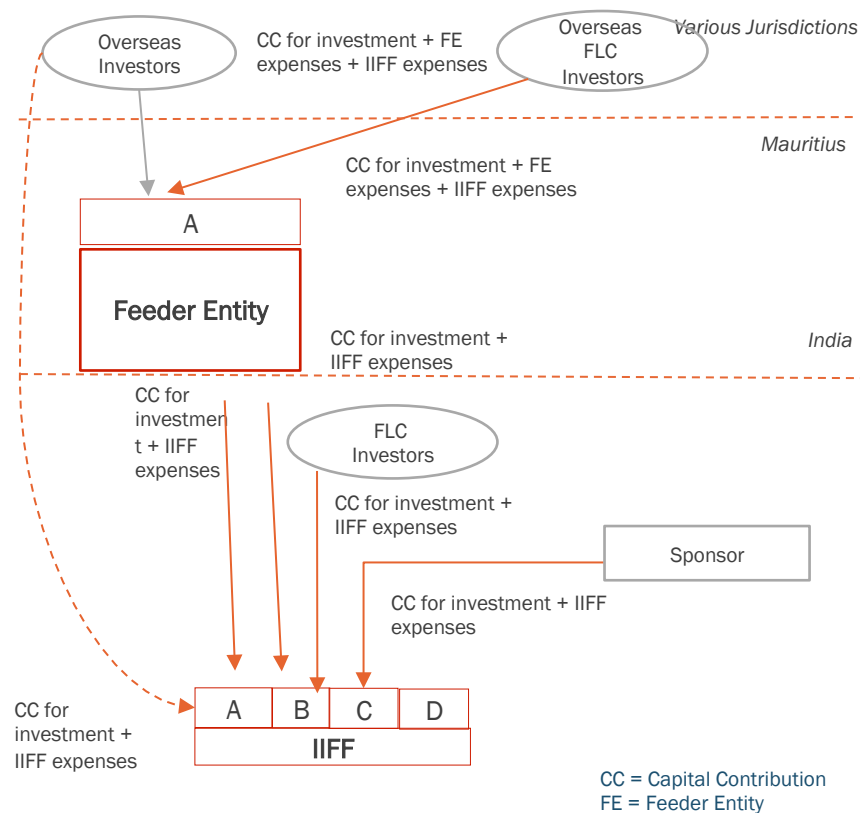 Overseas
Investors
CC for investment + FE
expenses + IIFF expenses
Overseas
FLC
Investors
Various Jurisdictions
Mauritius
CC for investment + FE
expenses + IIFF expenses
A
Feeder Entity
CC for investment +
IIFF expenses
India
CC for
investmen
t + IIFF
expenses
FLC
Investors
CC for investment +
IIFF expenses
Sponsor
CC for investment + IIFF
expenses
A
B
C
D
IIFF
CC for
investment +
IIFF expenses
CC = Capital Contribution
FE = Feeder Entity